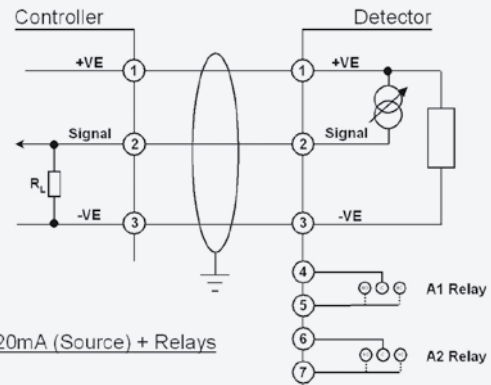 Controller Detector
+VE 1 1 +VE
Signal 2 2 Signal
RL
-VE 3 3 -VE
4
A1 Relay
5
20mA (Source) + Relays
6
A2 Relay
7